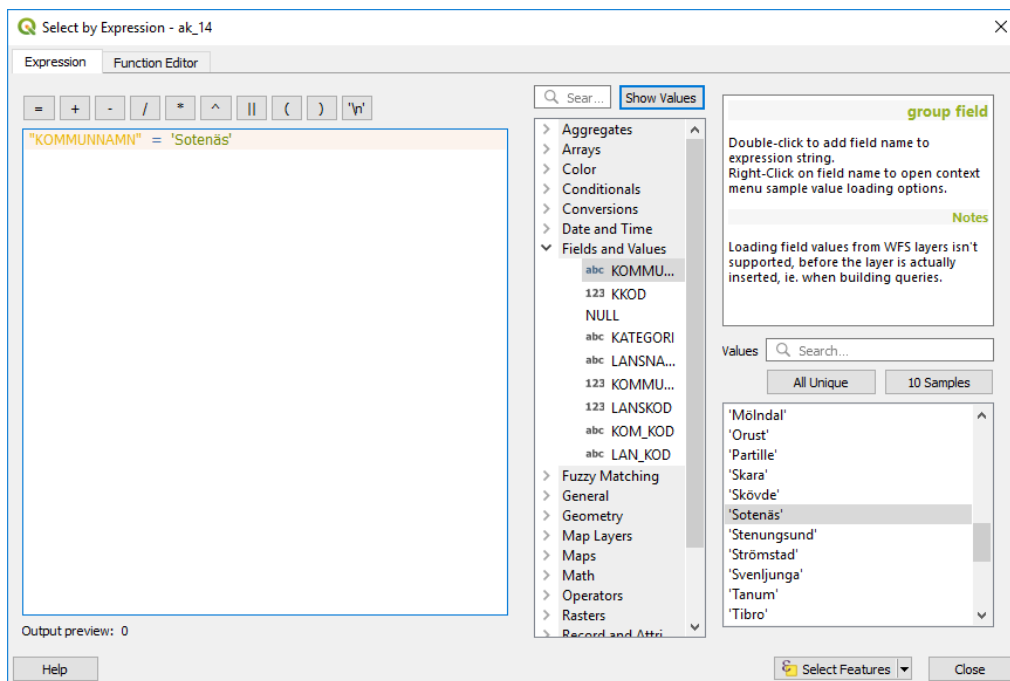 Select by Expression - ak_14
Expression
Function Editor
= + - / * ^ || ( ) '\n'
"KOMMUNNAMN" = 'Sotenäs'
Output preview: 0
Sear...
Show Values
Aggregates
Arrays
Color
Conditionals
Conversions
Date and Time
Fields and Values
abc KOMMU...
123 KKOD
NULL
abc KATEGORI
abc LANSNA...
123 KOMMU...
123 LANSKOD
abc KOM_KOD
abc LAN_KOD
Fuzzy Matching
General
Geometry
Map Layers
Maps
Math
Operators
Rasters
Record and Attri
group field
Double-click to add field name to
expression string.
Right-Click on field name to open context
menu sample value loading options.
Notes
Loading field values from WFS layers isn't
supported, before the layer is actually
inserted, ie. when building queries.
Values
Search...
All Unique
10 Samples
'Mölndal'
'Orust'
'Partille'
'Skara'
'Skövde'
'Sotenäs'
'Stenungsund'
'Strömstad'
'Svenljunga'
'Tanum'
'Tibro'
Help
Select Features
Close